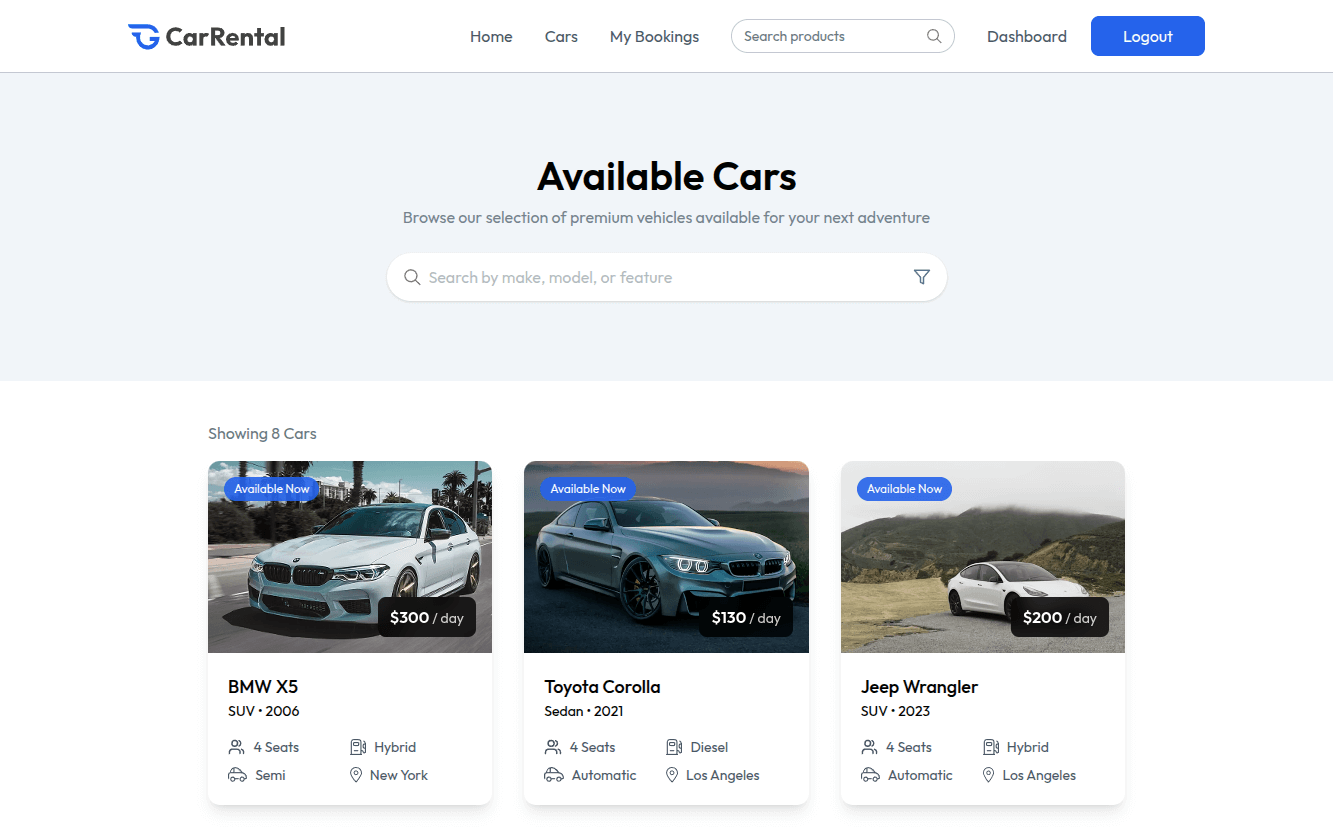 CarRental
Home Cars My Bookings Search products Dashboard Logout
Available Cars
Browse our selection of premium vehicles available for your next adventure
Search by make, model, or feature
Showing 8 Cars
Available Now
$300 / day
BMW X5
SUV • 2006
4 Seats Hybrid
Semi New York
Available Now
$130 / day
Toyota Corolla
Sedan • 2021
4 Seats Diesel
Automatic Los Angeles
Available Now
$200 / day
Jeep Wrangler
SUV • 2023
4 Seats Hybrid
Automatic Los Angeles